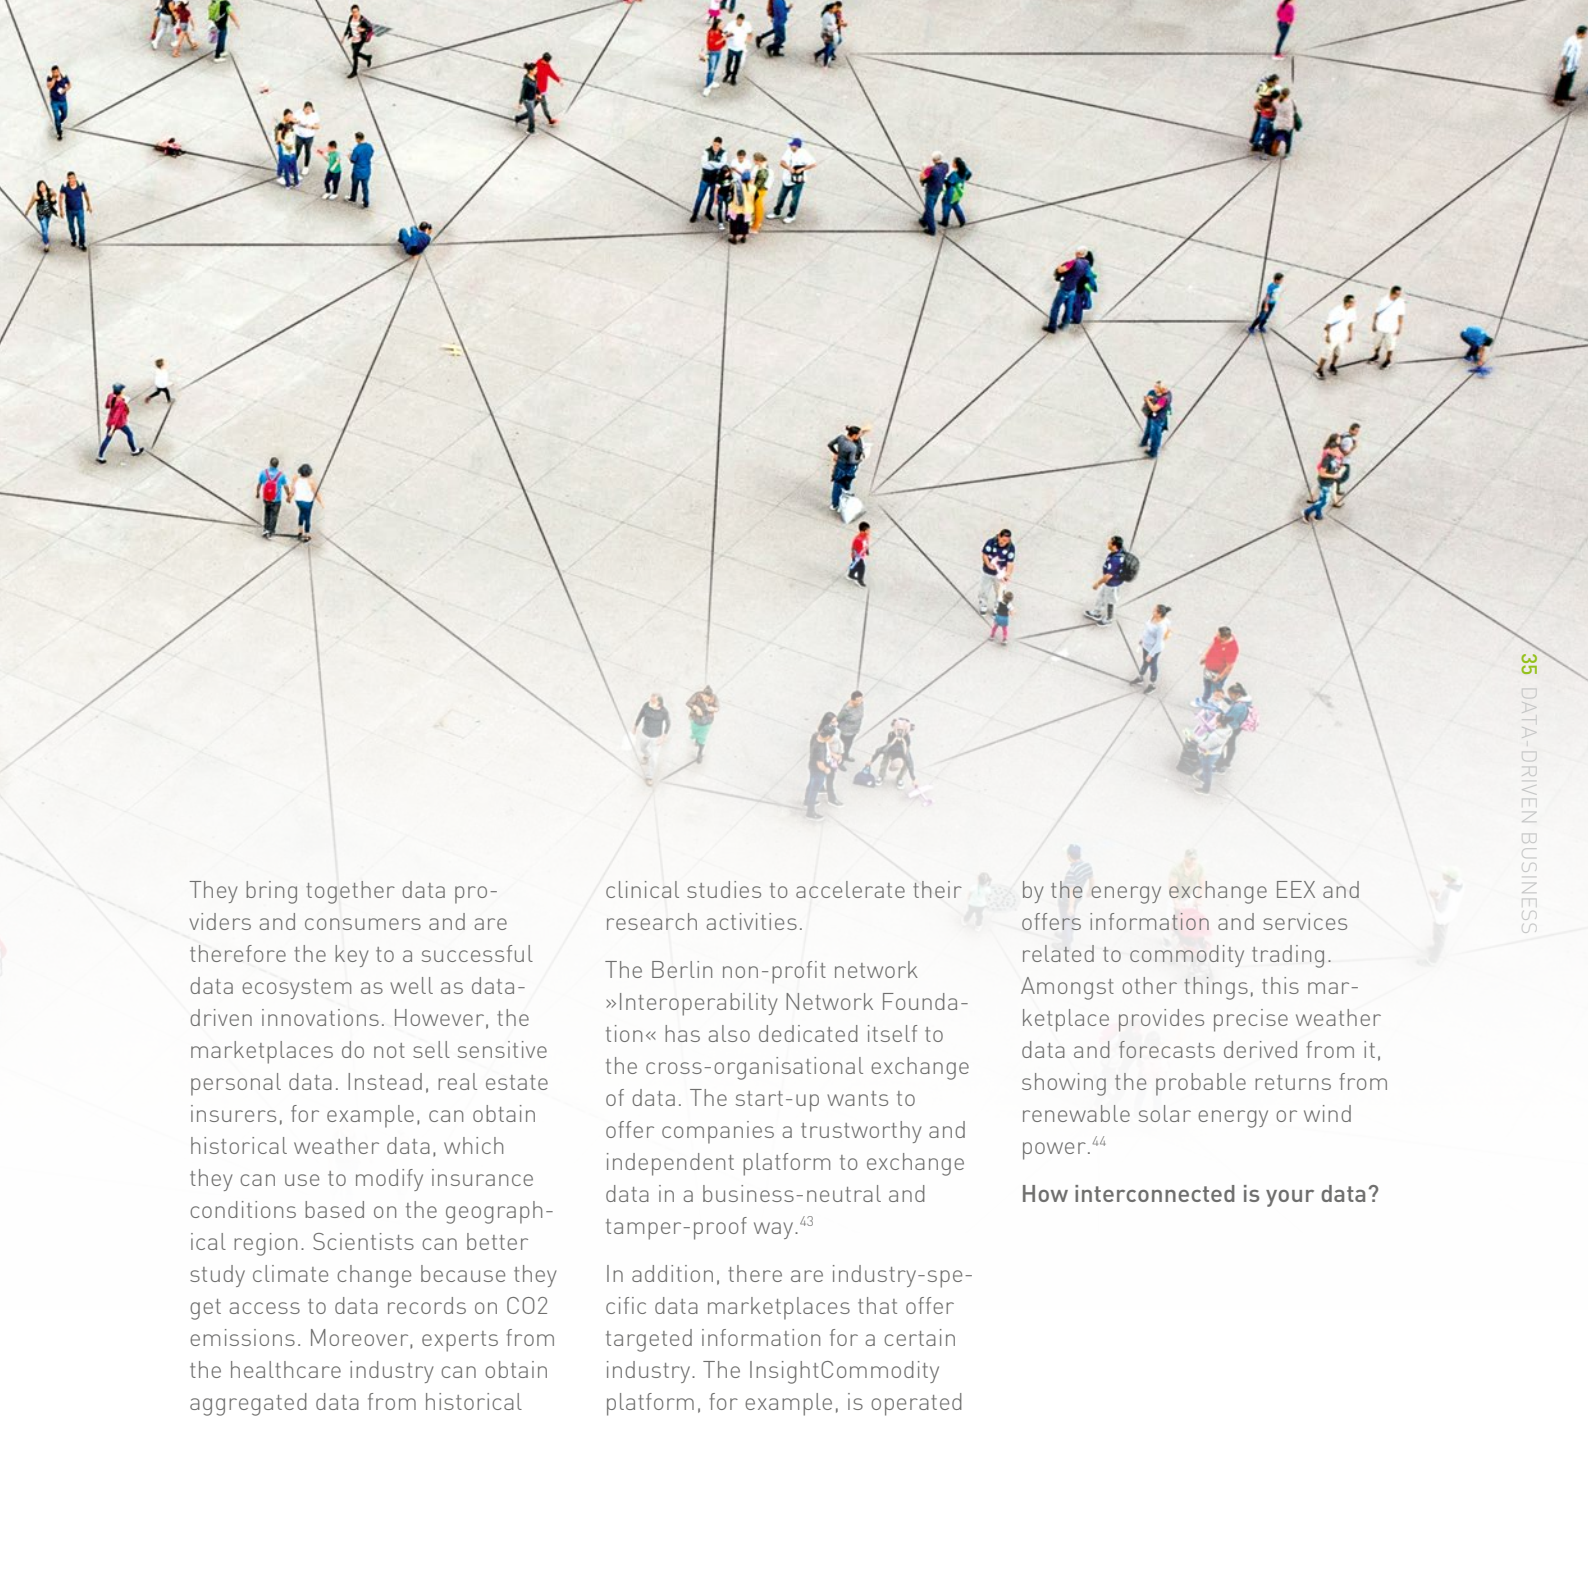 They bring together data pro-
viders and consumers and are
therefore the key to a successful
data ecosystem as well as data-
driven innovations. However, the
marketplaces do not sell sensitive
personal data. Instead, real estate
insurers, for example, can obtain
historical weather data, which
they can use to modify insurance
conditions based on the geograph-
ical region. Scientists can better
study climate change because they
get access to data records on CO2
emissions. Moreover, experts from
the healthcare industry can obtain
aggregated data from historical
clinical studies to accelerate their
research activities.
The Berlin non-profit network
»Interoperability Network Founda-
tion« has also dedicated itself to
the cross-organisational exchange
of data. The start-up wants to
offer companies a trustworthy and
independent platform to exchange
data in a business-neutral and
tamper-proof way.43
In addition, there are industry-spe-
cific data marketplaces that offer
targeted information for a certain
industry. The InsightCommodity
platform, for example, is operated
by the energy exchange EEX and
offers information and services
related to commodity trading.
Amongst other things, this mar-
ketplace provides precise weather
data and forecasts derived from it,
showing the probable returns from
renewable solar energy or wind
power.44
How interconnected is your data?
35 DATA-DRIVEN BUSINESS